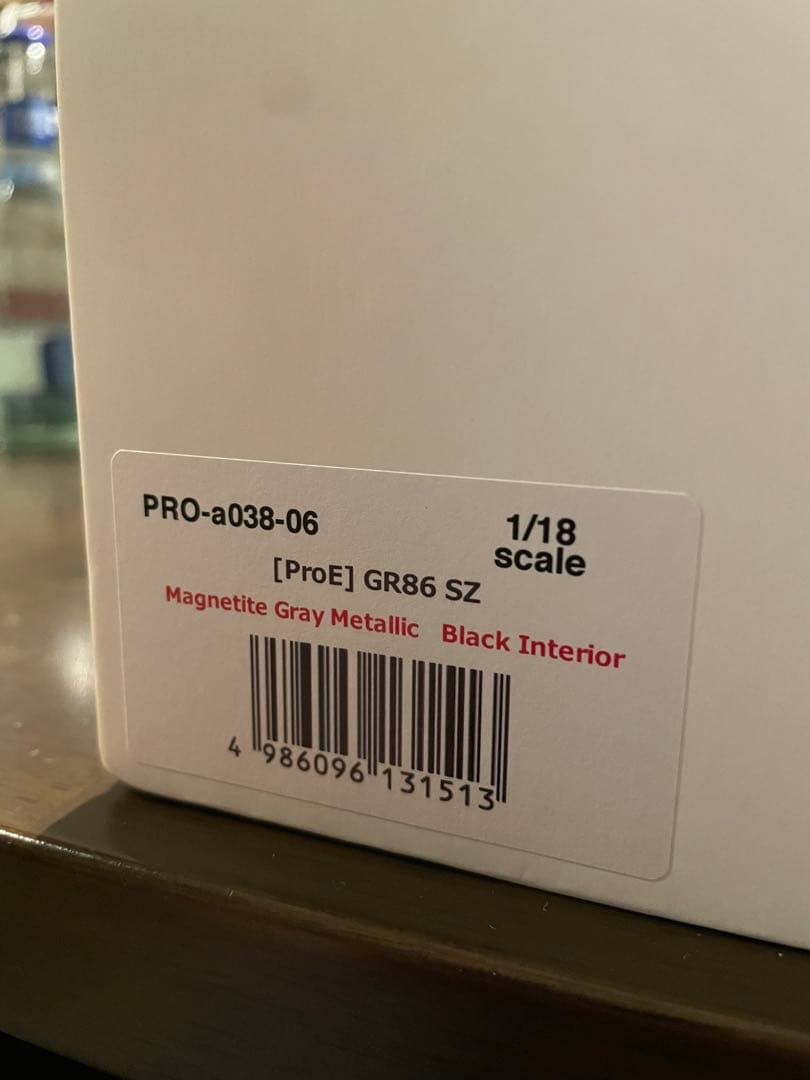 PRO-a038-06 1/18
scale
[ProE] GR86 SZ
Magnetite Gray Metallic Black Interior
4 986096 131513